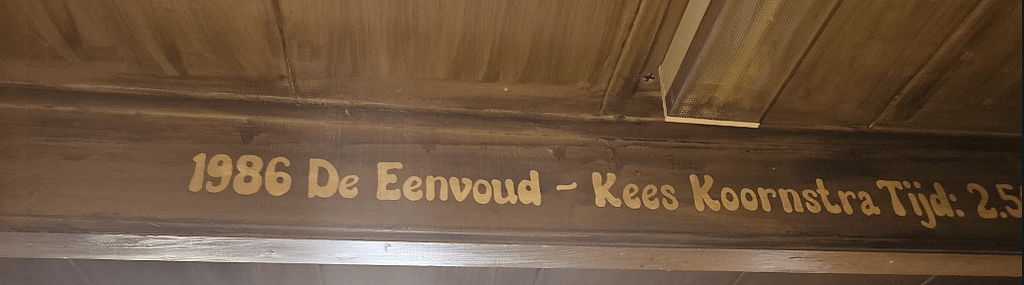 1986 De Eenvoud - Kees Koornstra Tijd: 2.5